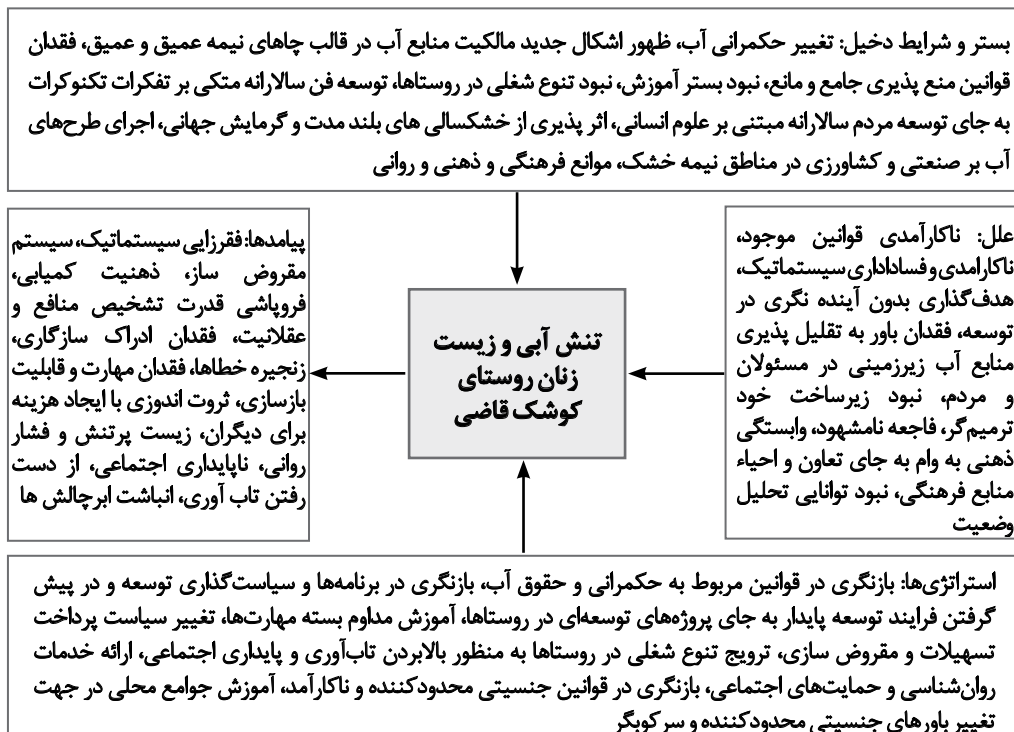 بستر و شرایط دخیل: تغییر حکمرانی آب، ظهور اشکال جدید مالکیت منابع آب در قالب چاهای نیمه عمیق و عمیق، فقدان
قوانین منع پذیری جامع و مانع، نبود بستر آموزش، نبود تنوع شغلی در روستاها، توسعه فن سالارانه متکی بر تفکرات تکنوکرات
به جای توسعه مردم سالارانه مبتنی بر علوم انسانی، اثر پذیری از خشکسالی های بلند مدت و گرمایش جهانی، اجرای طرح‌های
آب بر صنعتی و کشاورزی در مناطق نیمه خشک، موانع فرهنگی و ذهنی و روانی
علل: ناکارآمدی قوانین موجود،
ناکارامدی و فساداداری سیستماتیک،
هدف‌گذاری بدون آینده نگری در
توسعه، فقدان باور به تقلیل پذیری
منابع آب زیرزمینی در مسئولان
و مردم، نبود زیرساخت خود
ترمیم‌گر، فاجعه نامشهود، وابستگی
ذهنی به وام به جای تعاون و احیاء
منابع فرهنگی، نبود توانایی تحلیل
وضعیت
تنش آبی و زیست
زنان روستای
کوشک قاضی
پیامدها: فقرزایی سیستماتیک، سیستم
مقروض ساز، ذهنیت کمیابی،
فروپاشی قدرت تشخیص منافع و
عقلانیت، فقدان ادراک سازگاری،
زنجیره خطاها، فقدان مهارت و قابلیت
بازسازی، ثروت اندوزی با ایجاد هزینه
برای دیگران، زیست پرتنش و فشار
روانی، ناپایداری اجتماعی، از دست
رفتن تاب آوری، انباشت ابرچالش ها
استراتژی‌ها: بازنگری در قوانین مربوط به حکمرانی و حقوق آب، بازنگری در برنامه‌ها و سیاست‌گذاری توسعه و در پیش
گرفتن فرایند توسعه پایدار به جای پروژه‌های توسعه‌ای در روستاها، آموزش مداوم بسته مهارت‌ها، تغییر سیاست پرداخت
تسهیلات و مقروض سازی، ترویج تنوع شغلی در روستاها به منظور بالابردن تاب‌آوری و پایداری اجتماعی، ارائه خدمات
روان‌شناسی و حمایت‌های اجتماعی، بازنگری در قوانین جنسیتی محدودکننده و ناکارآمد، آموزش جوامع محلی در جهت
تغییر باورهای جنسیتی محدودکننده و سرکوبگر